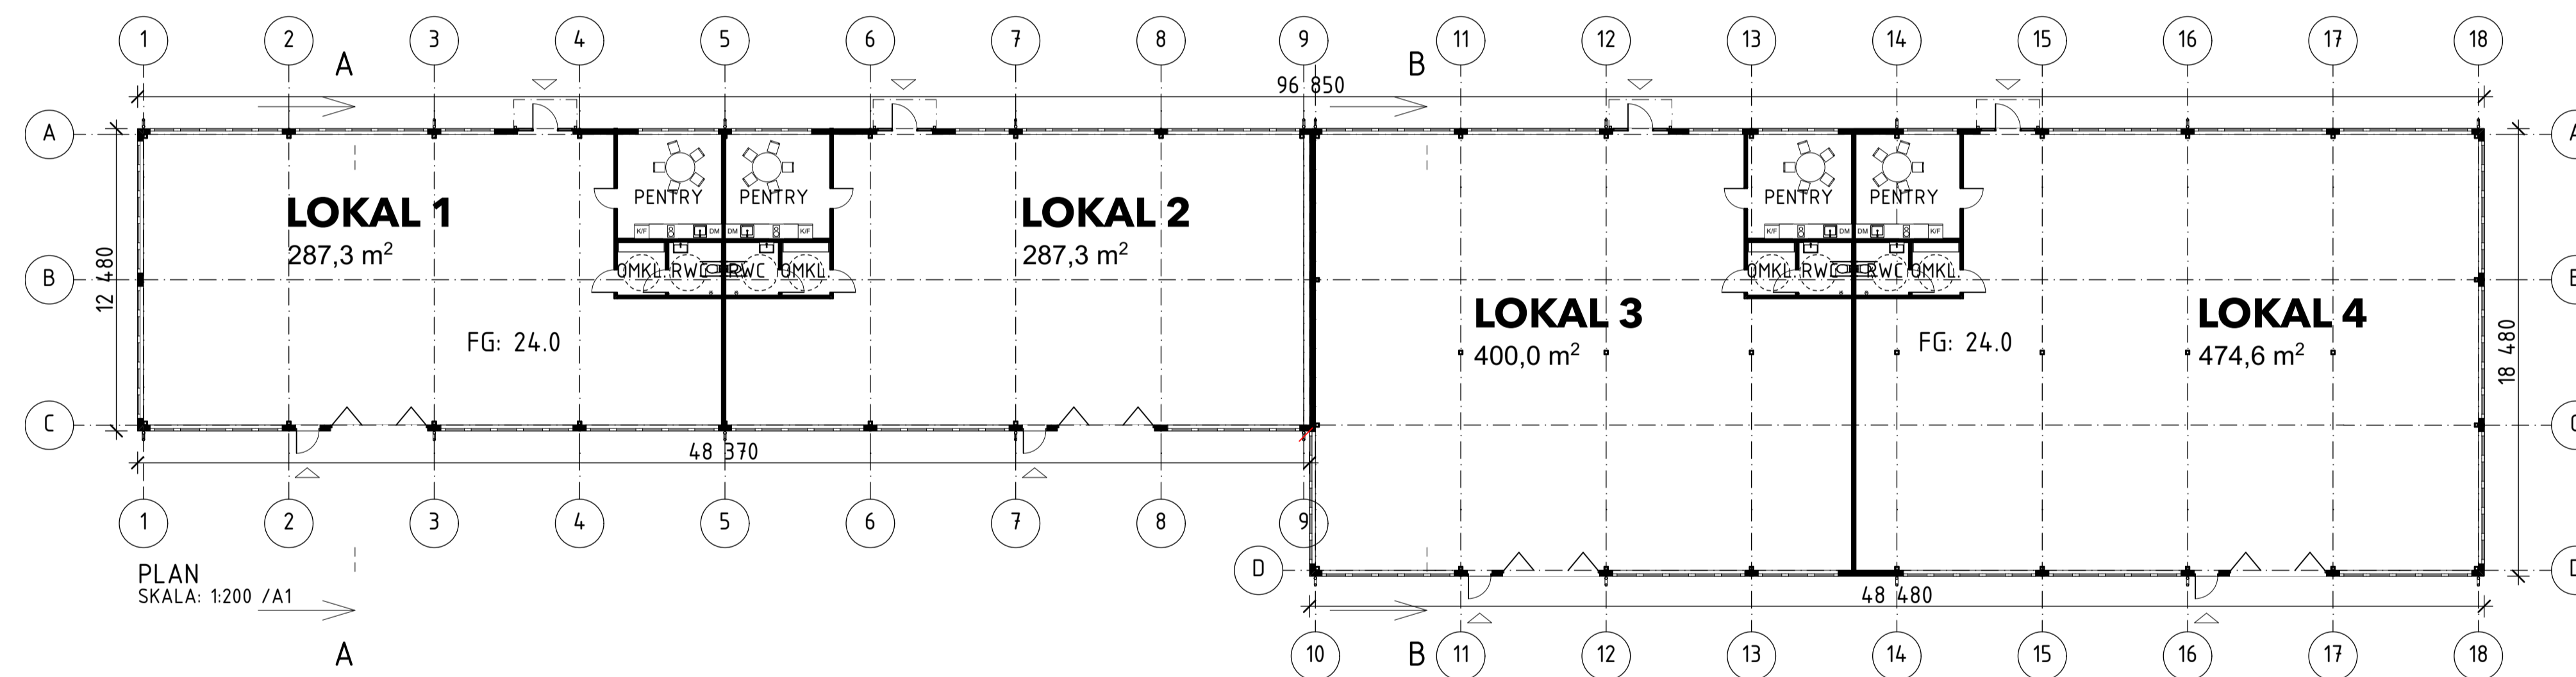 1 2 3 4 5 6 7 8 9 11 12 13 14 15 16 17 18
A B
96 850
A
PENTRY PENTRY PENTRY PENTRY
LOKAL 1
287,3 m²
LOKAL 2
287,3 m²
K/F DM DM K/F K/F DM DM K/F
12 480
B
OMKL. RWC RWC OMKL. OMKL. RWC RWC OMKL.
LOKAL 3
400,0 m²
LOKAL 4
474,6 m²
FG: 24.0 FG: 24.0
18 480
C
48 370
1 2 3 4 5 6 7 8 9
D
PLAN
SKALA: 1:200 /A1
48 480
A B
10 11 12 13 14 15 16 17 18